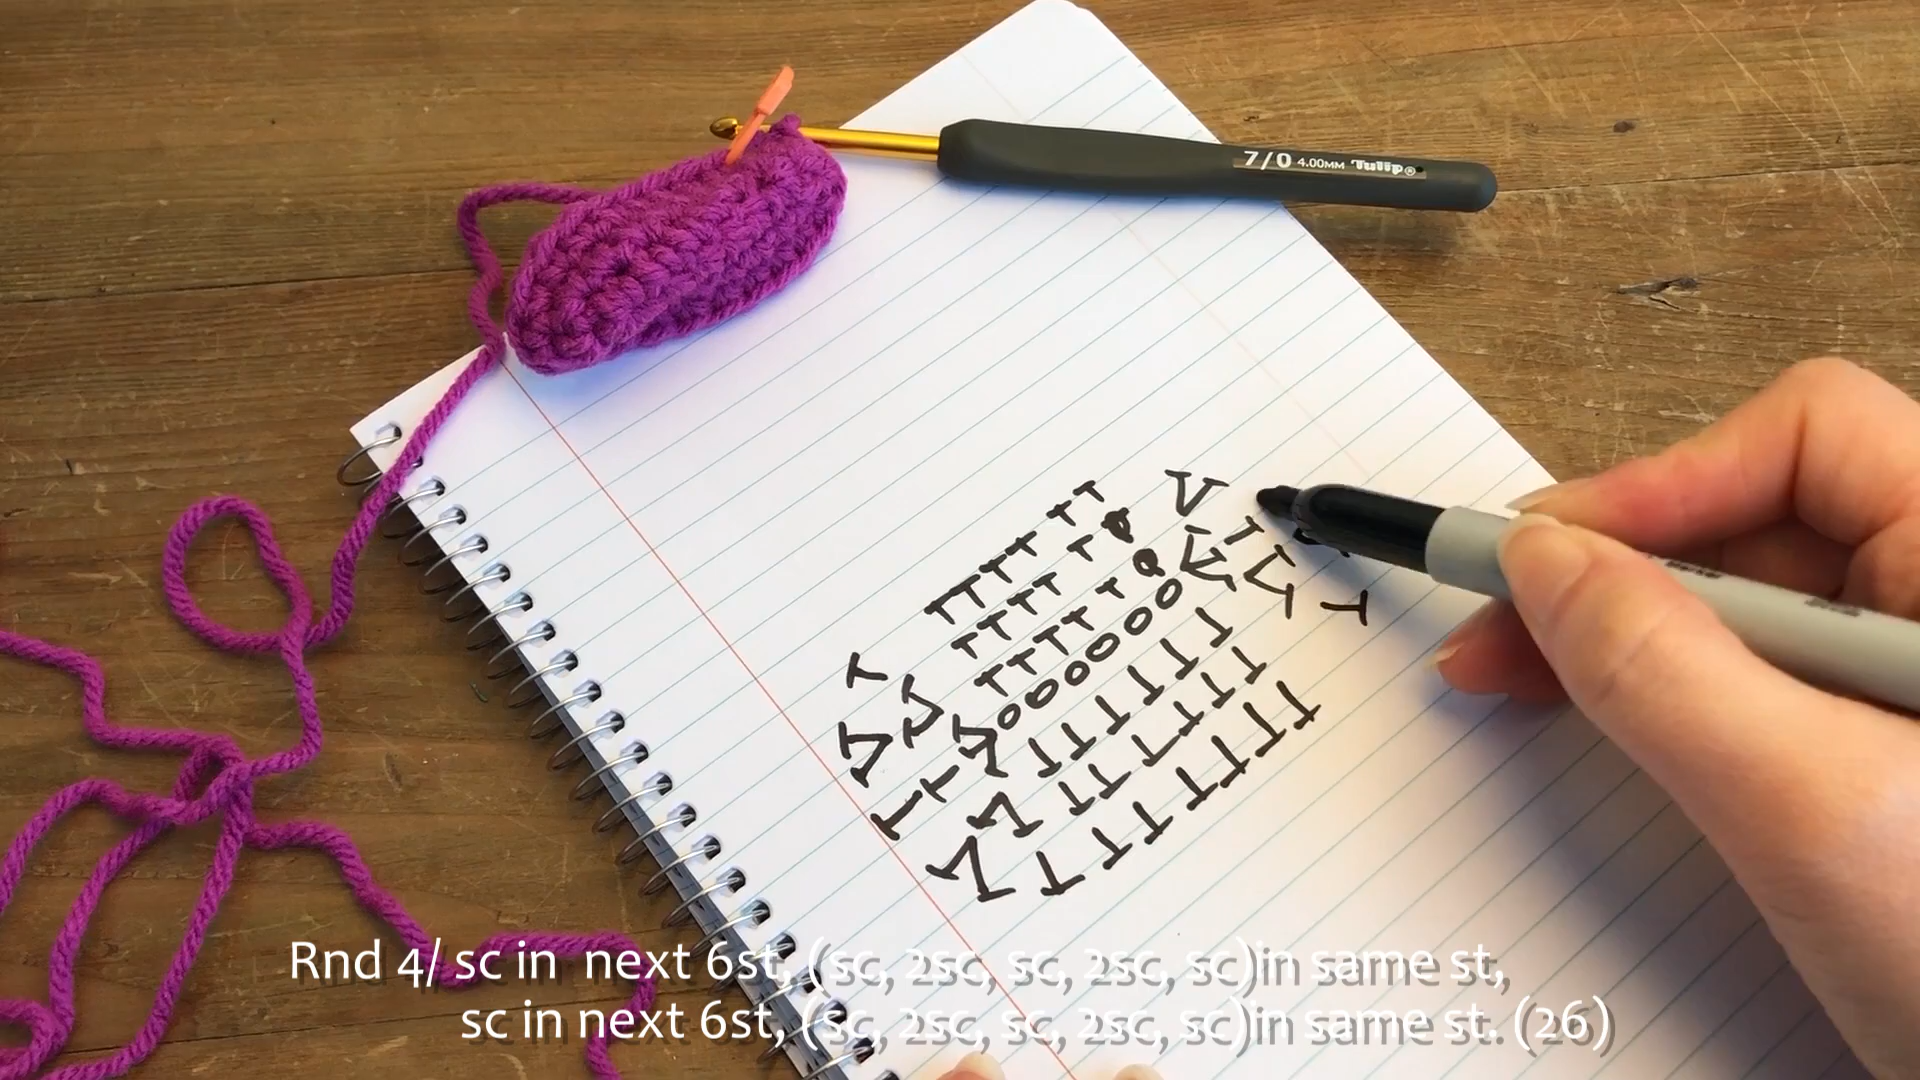 7/0 4.00MM Tulip®
Rnd 4/ sc in next 6st, (sc, 2sc, sc, 2sc, sc)in same st,
sc in next 6st, (sc, 2sc, sc, 2sc, sc)in same st. (26)